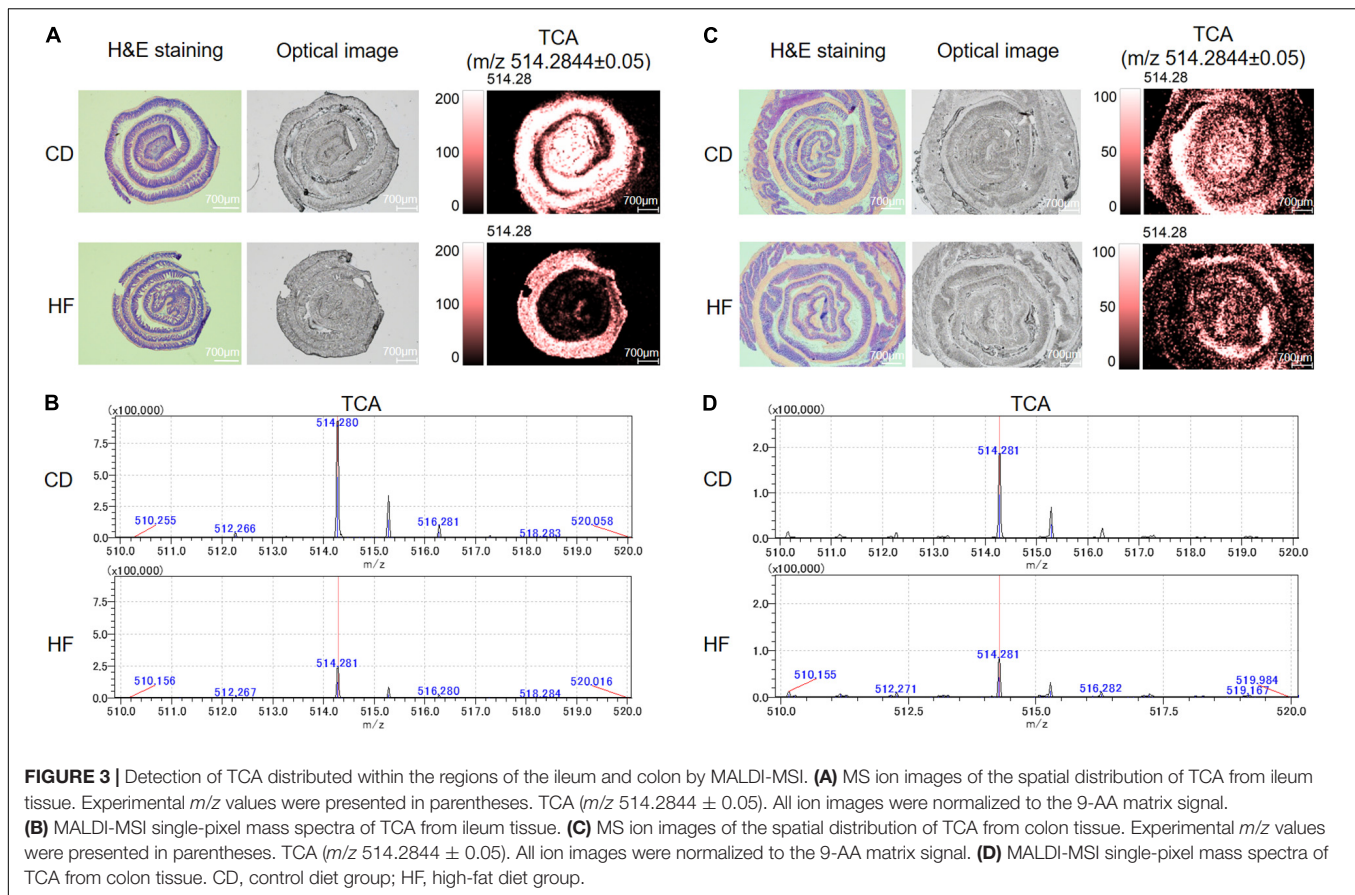 A
H&E staining
Optical image
TCA
(m/z 514.2844±0.05)
514.28
CD
200
100
0
700µm
700µm
700µm
514.28
HF
200
100
0
700µm
700µm
700µm
C
H&E staining
Optical image
TCA
(m/z 514.2844±0.05)
514.28
CD
100
50
0
700µm
700µm
700µm
514.28
HF
100
50
0
700µm
700µm
700µm
B
TCA
(x100,000)
CD
7.5
5.0
2.5
0.0
514.280
510.255
512.266
516.281
518.283
520.058
510.0 511.0 512.0 513.0 514.0 515.0 516.0 517.0 518.0 519.0 520.0
m/z
(x100,000)
HF
7.5
5.0
2.5
0.0
514.281
510.156
512.267
516.280
518.284
520.016
510.0 511.0 512.0 513.0 514.0 515.0 516.0 517.0 518.0 519.0 520.0
m/z
D
TCA
(x100,000)
CD
2.0
1.0
0.0
514.281
510.0 511.0 512.0 513.0 514.0 515.0 516.0 517.0 518.0 519.0 520.0
m/z
(x100,000)
HF
2.0
1.0
0.0
514.281
510.155
512.271
516.282
519.984
519.167
510.0 512.5 515.0 517.5 520.0
m/z
FIGURE 3 | Detection of TCA distributed within the regions of the ileum and colon by MALDI-MSI. (A) MS ion images of the spatial distribution of TCA from ileum
tissue. Experimental m/z values were presented in parentheses. TCA (m/z 514.2844 ± 0.05). All ion images were normalized to the 9-AA matrix signal.
(B) MALDI-MSI single-pixel mass spectra of TCA from ileum tissue. (C) MS ion images of the spatial distribution of TCA from colon tissue. Experimental m/z values
were presented in parentheses. TCA (m/z 514.2844 ± 0.05). All ion images were normalized to the 9-AA matrix signal. (D) MALDI-MSI single-pixel mass spectra of
TCA from colon tissue. CD, control diet group; HF, high-fat diet group.